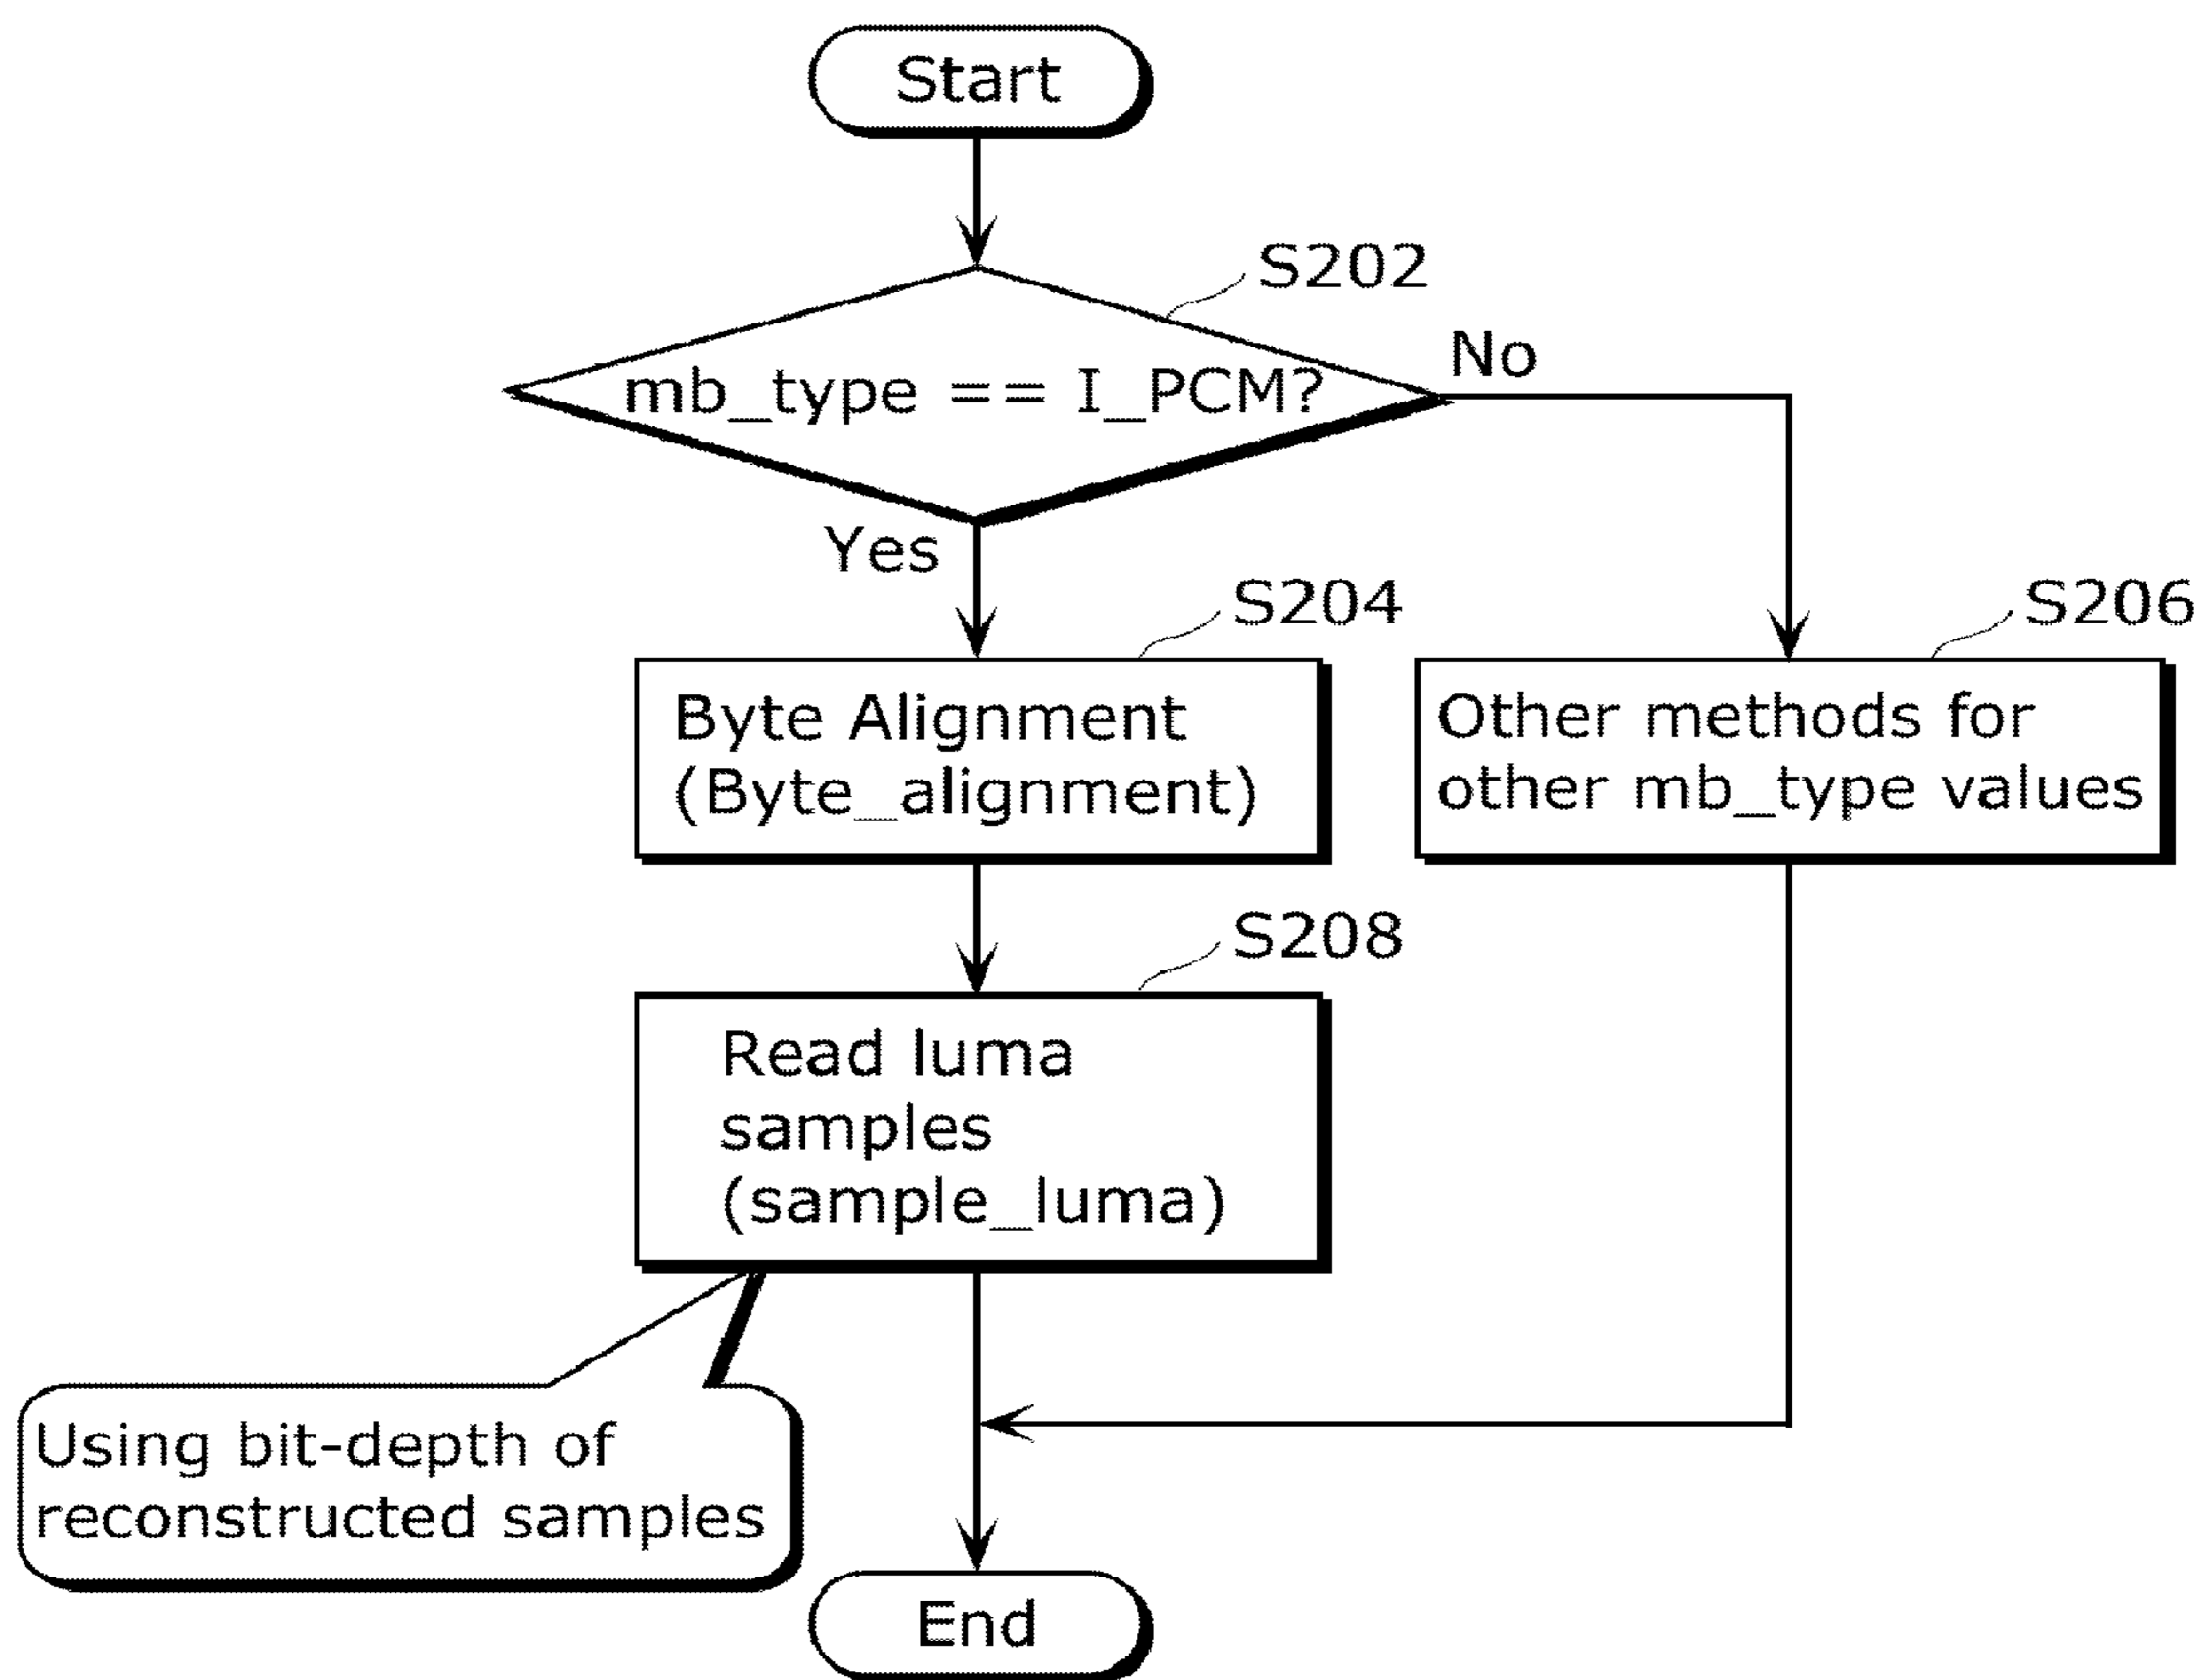 Start
S202
mb_type == I_PCM?
No
Yes
S204
S206
Byte Alignment
(Byte_alignment)
Other methods for
other mb_type values
S208
Read luma
samples
(sample_luma)
Using bit-depth of
reconstructed samples
End